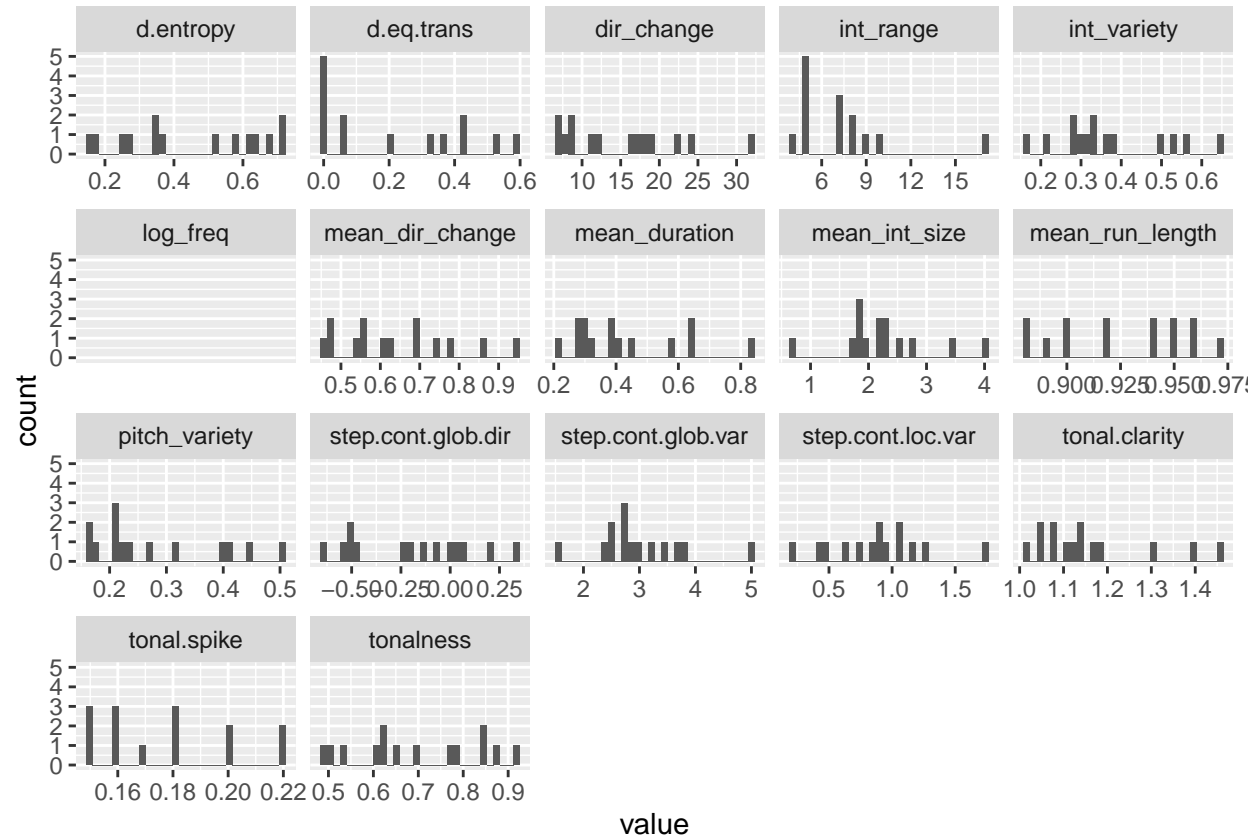 d.entropy d.eq.trans dir_change int_range int_variety
5
4
3
2
1
0
0.2 0.4 0.6 0.0 0.2 0.4 0.6 10 15 20 25 30 6 9 12 15 0.2 0.3 0.4 0.5 0.6
log_freq mean_dir_change mean_duration mean_int_size mean_run_length
5
4
3
2
1
0
0.5 0.6 0.7 0.8 0.9 0.2 0.4 0.6 0.8 1 2 3 4 0.900 0.925 0.950 0.975
count
pitch_variety step.cont.glob.dir step.cont.glob.var step.cont.loc.var tonal.clarity
5
4
3
2
1
0
0.2 0.3 0.4 0.5 −0.50 −0.25 0.00 0.25 2 3 4 5 0.5 1.0 1.5 1.0 1.1 1.2 1.3 1.4
tonal.spike tonalness
5
4
3
2
1
0
0.16 0.18 0.20 0.22 0.5 0.6 0.7 0.8 0.9
value